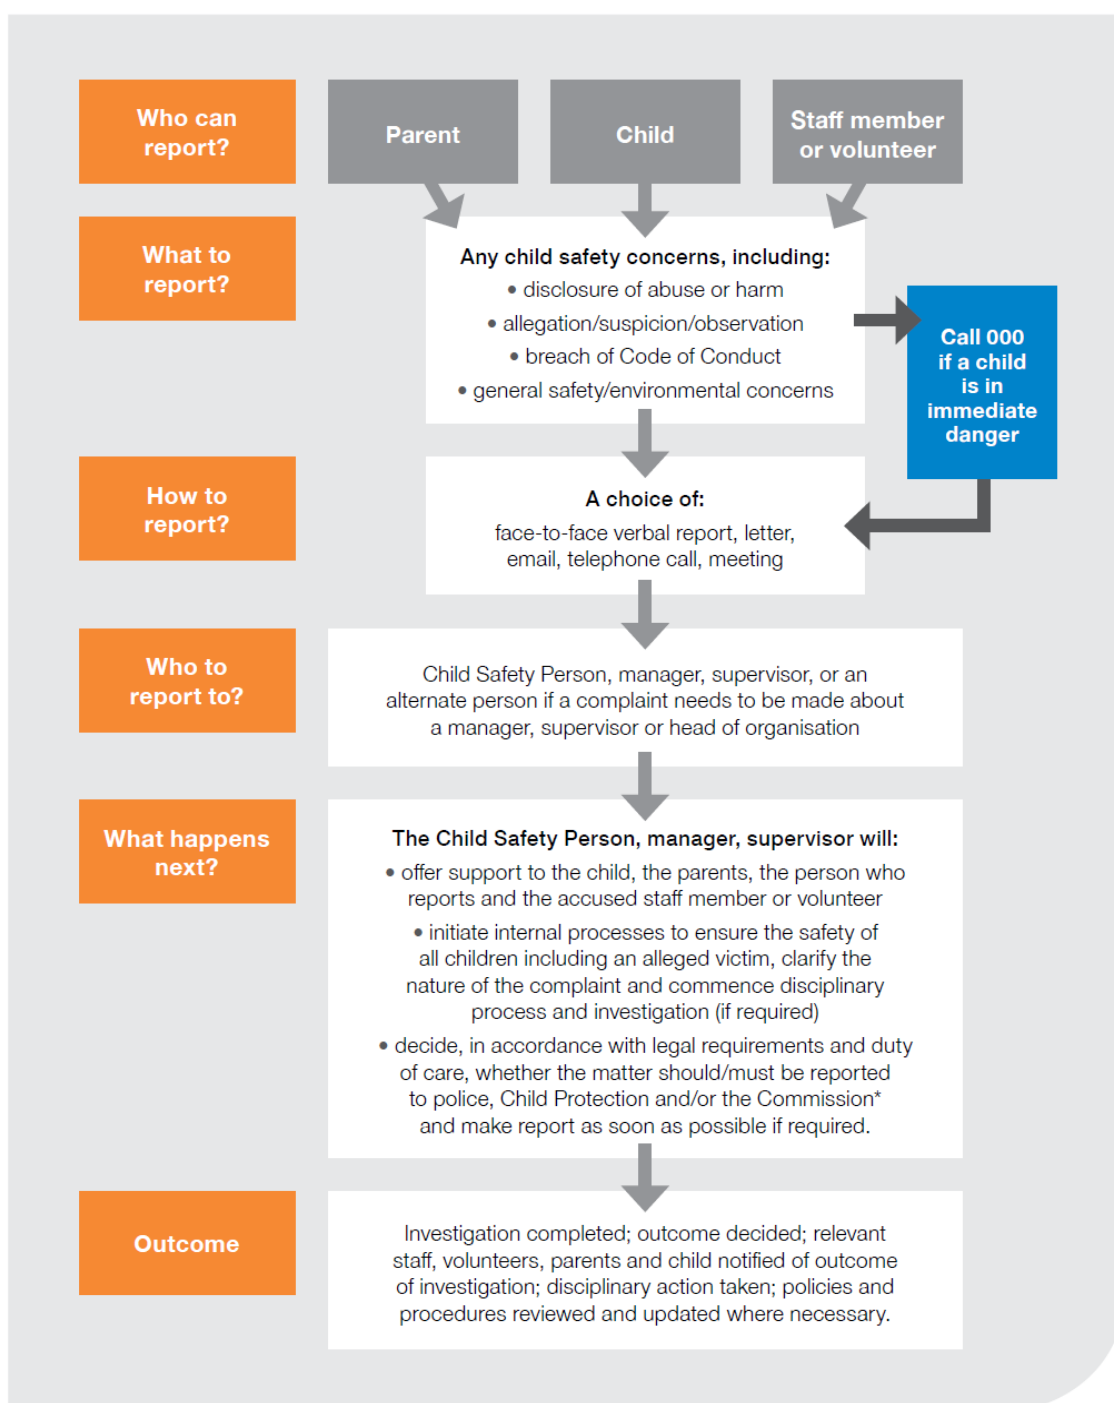 Who can
report?
Parent
Child
Staff member
or volunteer
What to
report?
Any child safety concerns, including:
• disclosure of abuse or harm
• allegation/suspicion/observation
• breach of Code of Conduct
• general safety/environmental concerns
Call 000
if a child
is in
immediate
danger
How to
report?
A choice of:
face-to-face verbal report, letter,
email, telephone call, meeting
Who to
report to?
Child Safety Person, manager, supervisor, or an
alternate person if a complaint needs to be made about
a manager, supervisor or head of organisation
What happens
next?
The Child Safety Person, manager, supervisor will:
• offer support to the child, the parents, the person who
reports and the accused staff member or volunteer
• initiate internal processes to ensure the safety of
all children including an alleged victim, clarify the
nature of the complaint and commence disciplinary
process and investigation (if required)
• decide, in accordance with legal requirements and duty
of care, whether the matter should/must be reported
to police, Child Protection and/or the Commission*
and make report as soon as possible if required.
Outcome
Investigation completed; outcome decided; relevant
staff, volunteers, parents and child notified of outcome
of investigation; disciplinary action taken; policies and
procedures reviewed and updated where necessary.